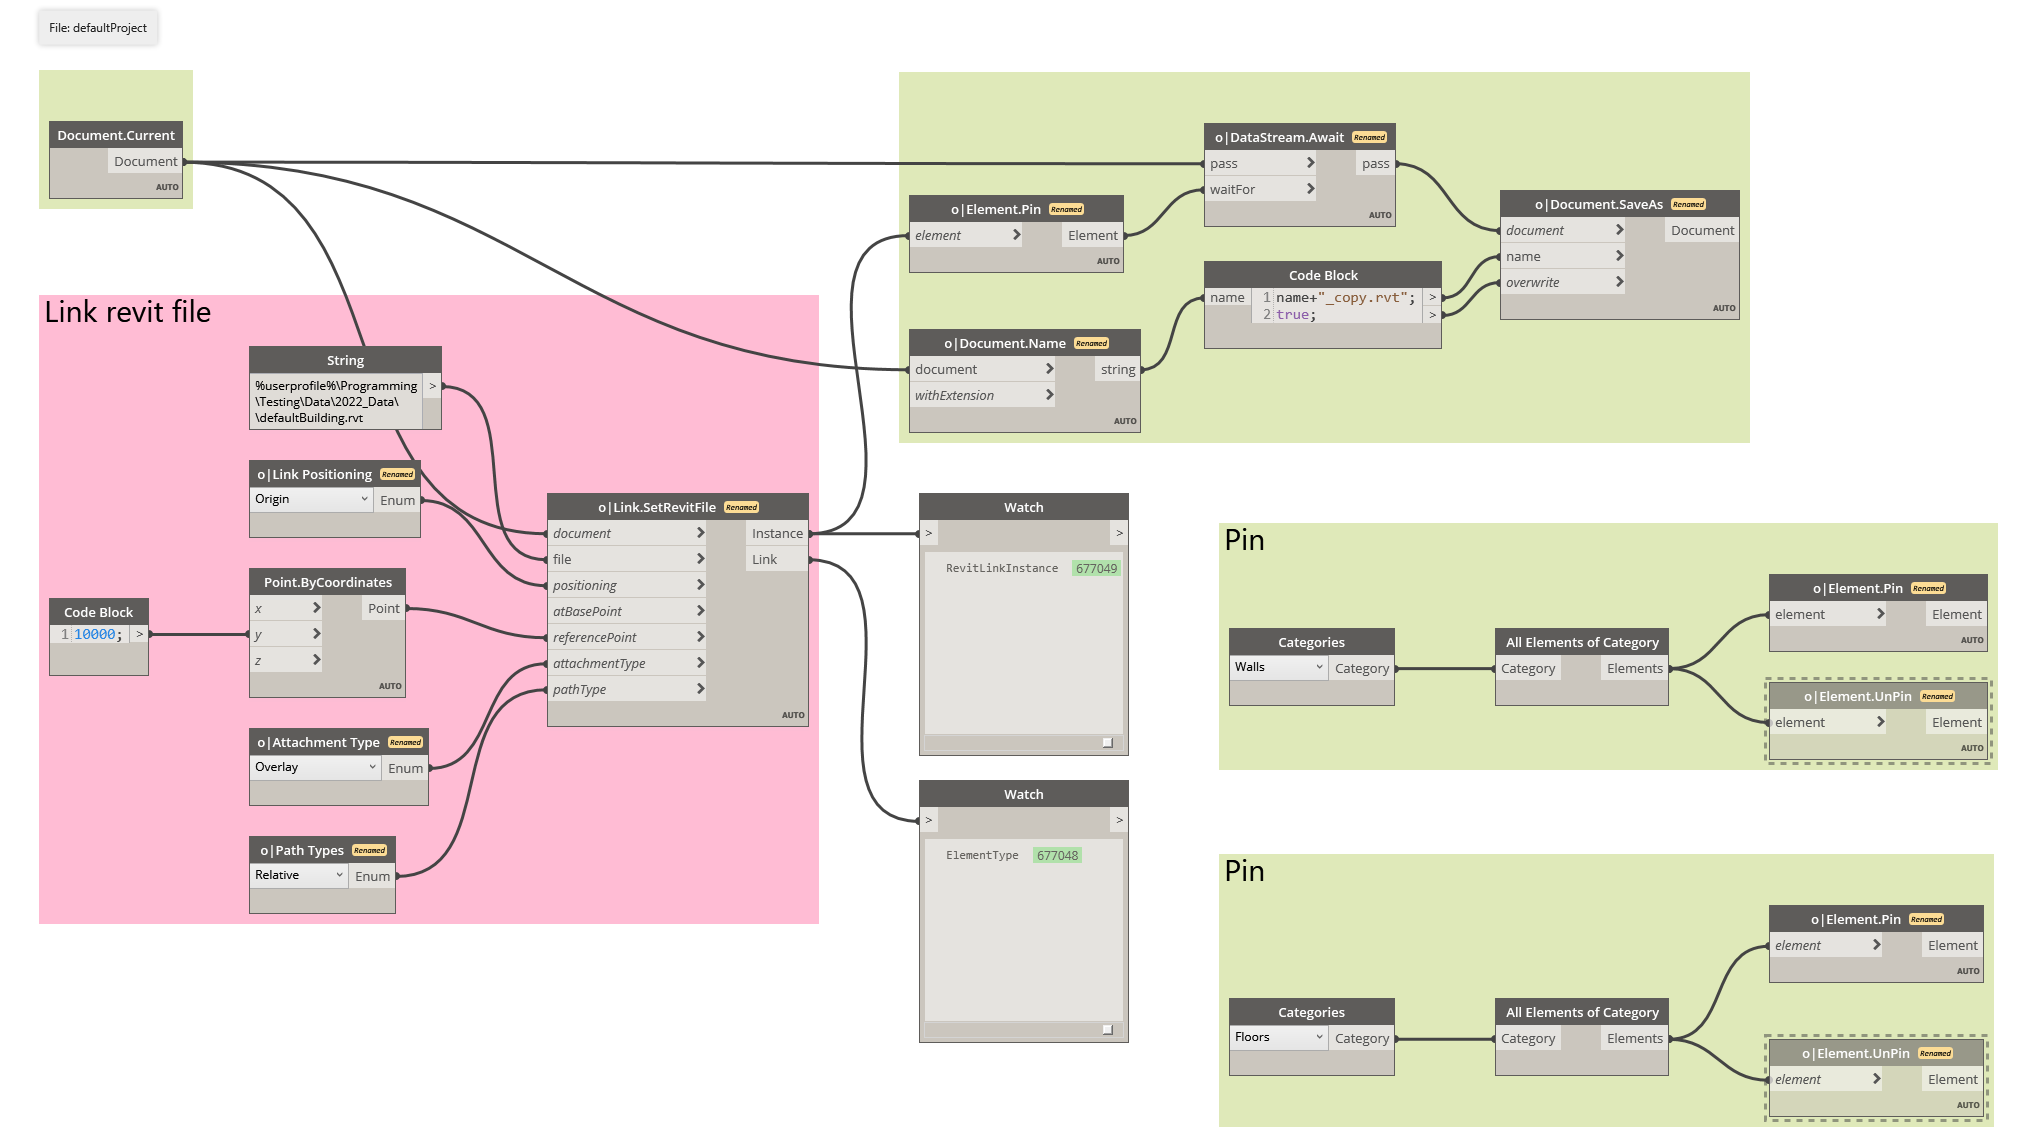 File: defaultProject
Document.Current
Document
AUTO
Link revit file
String
%userprofile%\Programming
\Testing\Data\2022_Data\
\defaultBuilding.rvt
>
o|Link Positioning Renamed
Origin
Enum
Code Block
1 10000; >
Point.ByCoordinates
x
Point
y
z
AUTO
o|Attachment Type Renamed
Overlay
Enum
o|Path Types Renamed
Relative
Enum
o|Link.SetRevitFile Renamed
document
Instance
file
Link
positioning
atBasePoint
referencePoint
attachmentType
pathType
AUTO
o|Element.Pin Renamed
element
Element
AUTO
o|Document.Name Renamed
document
string
withExtension
AUTO
o|DataStream.Await Renamed
pass
pass
waitFor
AUTO
Code Block
name
1 name+"_copy.rvt"; >
2 true; >
o|Document.SaveAs Renamed
document
Document
name
overwrite
AUTO
Watch
> >
RevitLinkInstance 677049
Watch
> >
ElementType 677048
Pin
Categories
Walls
Category
All Elements of Category
Category
Elements
o|Element.Pin Renamed
element
Element
AUTO
o|Element.UnPin Renamed
element
Element
AUTO
Pin
Categories
Floors
Category
All Elements of Category
Category
Elements
o|Element.Pin Renamed
element
Element
AUTO
o|Element.UnPin Renamed
element
Element
AUTO